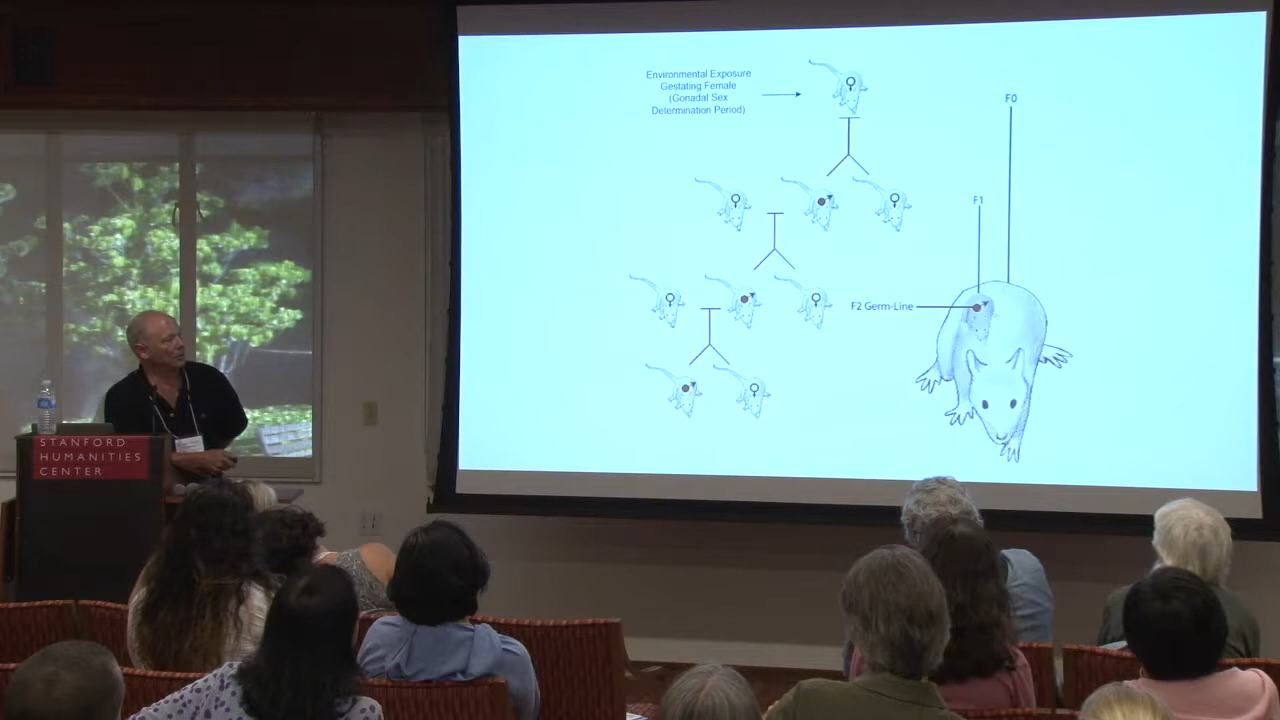 Environmental Exposure
Gestating Female
(Gonadal Sex
Determination Period)
F0
F1
F2 Germ-Line
STANFORD
HUMANITIES
CENTER